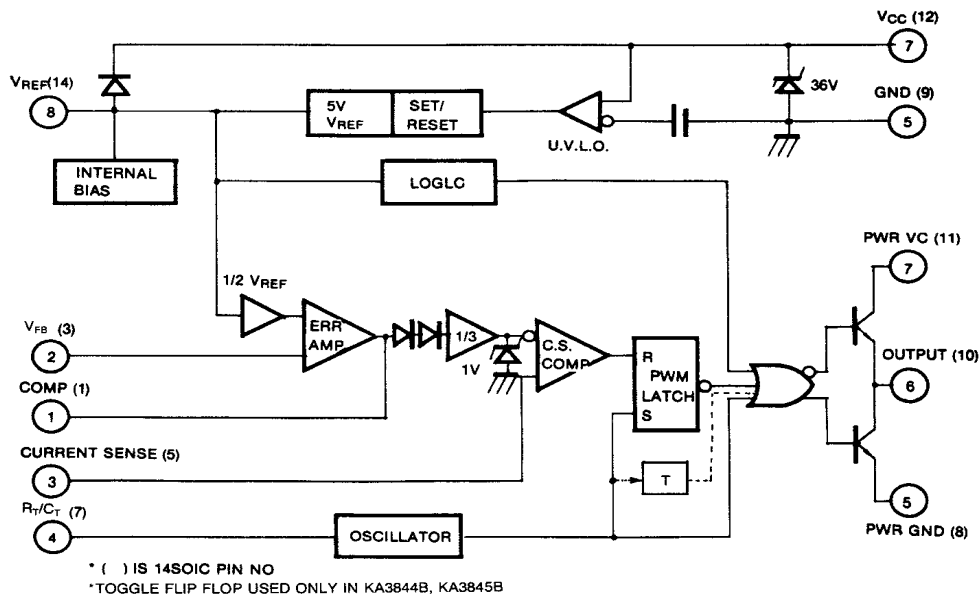 VCC (12)
7
VREF(14)
8
5V
VREF
SET/
RESET
36V
GND (9)
5
U.V.L.O.
INTERNAL
BIAS
LOGLC
PWR VC (11)
7
1/2 VREF
VFB (3)
2
ERR
AMP
1/3
1V
C.S.
COMP
R
PWM
LATCH
S
OUTPUT (10)
6
COMP (1)
1
CURRENT SENSE (5)
3
T
5
PWR GND (8)
RT/CT (7)
4
OSCILLATOR
* ( ) IS 14SOIC PIN NO
*TOGGLE FLIP FLOP USED ONLY IN KA3844B, KA3845B